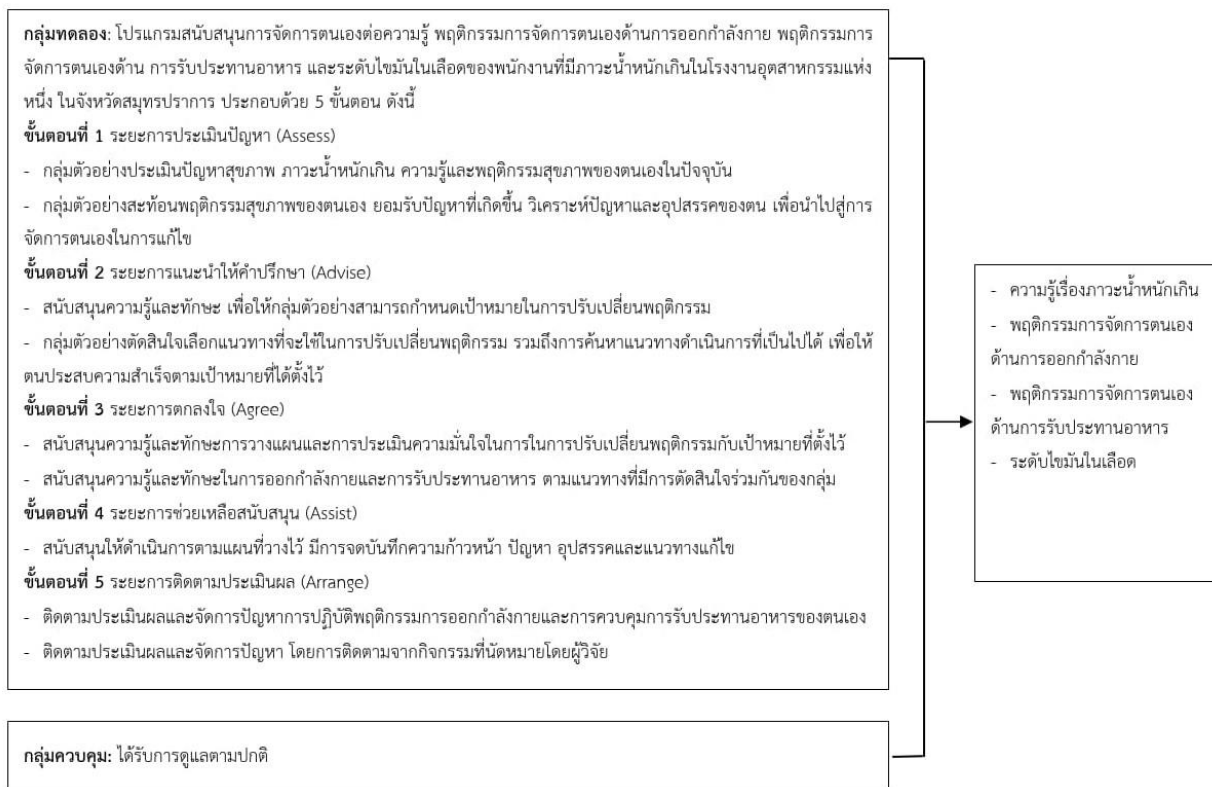 กลุ่มทดลอง: โปรแกรมสนับสนุนการจัดการตนเองต่อความรู้ พฤติกรรมการจัดการตนเองด้านการออกกำลังกาย พฤติกรรมการ
จัดการตนเองด้าน การรับประทานอาหาร และระดับไขมันในเลือดของพนักงานที่มีภาวะน้ำหนักเกินในโรงงานอุตสาหกรรมแห่ง
หนึ่ง ในจังหวัดสมุทรปราการ ประกอบด้วย 5 ขั้นตอน ดังนี้
ขั้นตอนที่ 1 ระยะการประเมินปัญหา (Assess)
- กลุ่มตัวอย่างประเมินปัญหาสุขภาพ ภาวะน้ำหนักเกิน ความรู้และพฤติกรรมสุขภาพของตนเองในปัจจุบัน
- กลุ่มตัวอย่างสะท้อนพฤติกรรมสุขภาพของตนเอง ยอมรับปัญหาที่เกิดขึ้น วิเคราะห์ปัญหาและอุปสรรคของตน เพื่อนำไปสู่การ
จัดการตนเองในการแก้ไข
ขั้นตอนที่ 2 ระยะการแนะนำให้คำปรึกษา (Advise)
- สนับสนุนความรู้และทักษะ เพื่อให้กลุ่มตัวอย่างสามารถกำหนดเป้าหมายในการปรับเปลี่ยนพฤติกรรม
- กลุ่มตัวอย่างตัดสินใจเลือกแนวทางที่จะใช้ในการปรับเปลี่ยนพฤติกรรม รวมถึงการค้นหาแนวทางดำเนินการที่เป็นไปได้ เพื่อให้
ตนประสบความสำเร็จตามเป้าหมายที่ได้ตั้งไว้
ขั้นตอนที่ 3 ระยะการตกลงใจ (Agree)
- สนับสนุนความรู้และทักษะการวางแผนและการประเมินความมั่นใจในการในการปรับเปลี่ยนพฤติกรรมกับเป้าหมายที่ตั้งไว้
- สนับสนุนความรู้และทักษะในการออกกำลังกายและการรับประทานอาหาร ตามแนวทางที่มีการตัดสินใจร่วมกันของกลุ่ม
ขั้นตอนที่ 4 ระยะการช่วยเหลือสนับสนุน (Assist)
- สนับสนุนให้ดำเนินการตามแผนที่วางไว้ มีการจดบันทึกความก้าวหน้า ปัญหา อุปสรรคและแนวทางแก้ไข
ขั้นตอนที่ 5 ระยะการติดตามประเมินผล (Arrange)
- ติดตามประเมินผลและจัดการปัญหาการปฏิบัติพฤติกรรมการออกกำลังกายและการควบคุมการรับประทานอาหารของตนเอง
- ติดตามประเมินผลและจัดการปัญหา โดยการติดตามจากกิจกรรมที่นัดหมายโดยผู้วิจัย
กลุ่มควบคุม: ได้รับการดูแลตามปกติ
- ความรู้เรื่องภาวะน้ำหนักเกิน
- พฤติกรรมการจัดการตนเอง
ด้านการออกกำลังกาย
- พฤติกรรมการจัดการตนเอง
ด้านการรับประทานอาหาร
- ระดับไขมันในเลือด